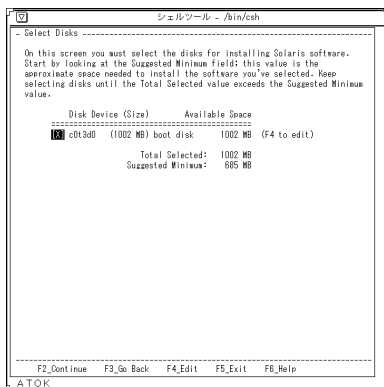 シェルツール - /bin/csh
- Select Disks
On this screen you must select the disks for installing Solaris software.
Start by looking at the Suggested Minimum field; this value is the
approximate space needed to install the software you've selected. Keep
selecting disks until the Total Selected value exceeds the Suggested Minimum
value.
Disk Device (Size) Available Space
[X] c0t3d0 (1002 MB) boot disk 1002 MB (F4 to edit)
Total Selected: 1002 MB
Suggested Minimum: 685 MB
F2_Continue F3_Go Back F4_Edit F5_Exit F6_Help
ATOK